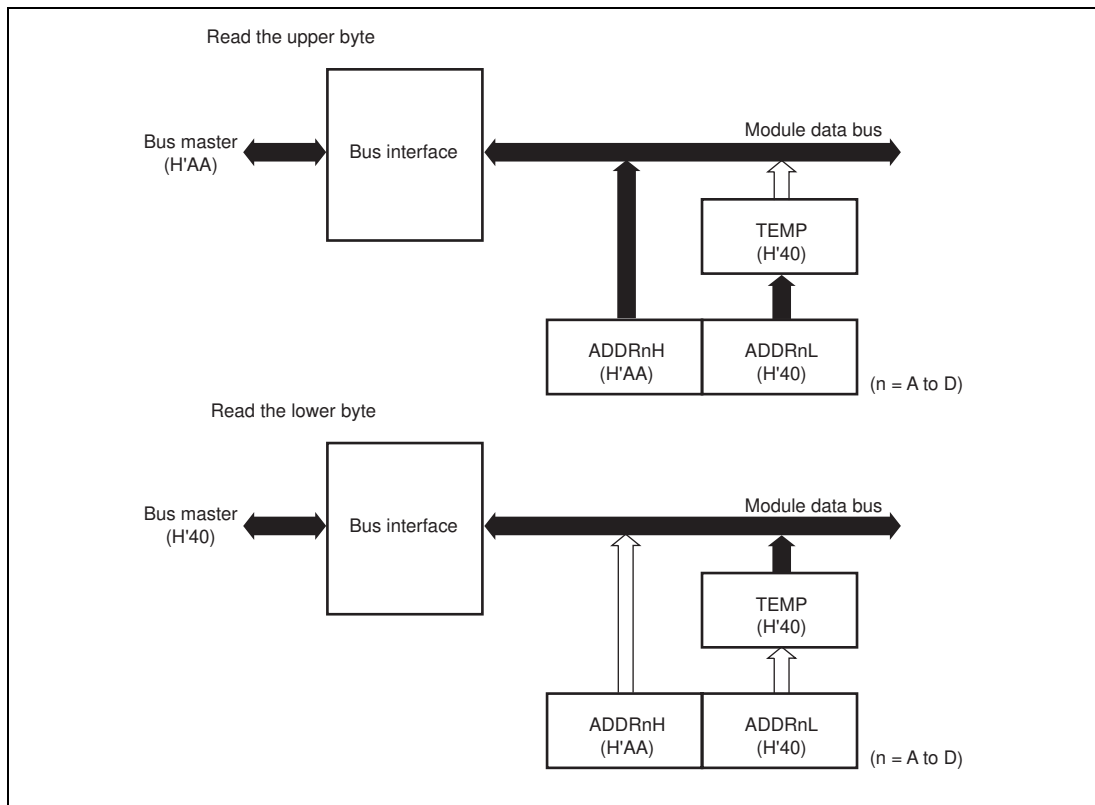 Read the upper byte
Bus master
(H'AA)
Bus interface
Module data bus
TEMP
(H'40)
ADDRnH
(H'AA)
ADDRnL
(H'40)
(n = A to D)
Read the lower byte
Bus master
(H'40)
Bus interface
Module data bus
TEMP
(H'40)
ADDRnH
(H'AA)
ADDRnL
(H'40)
(n = A to D)